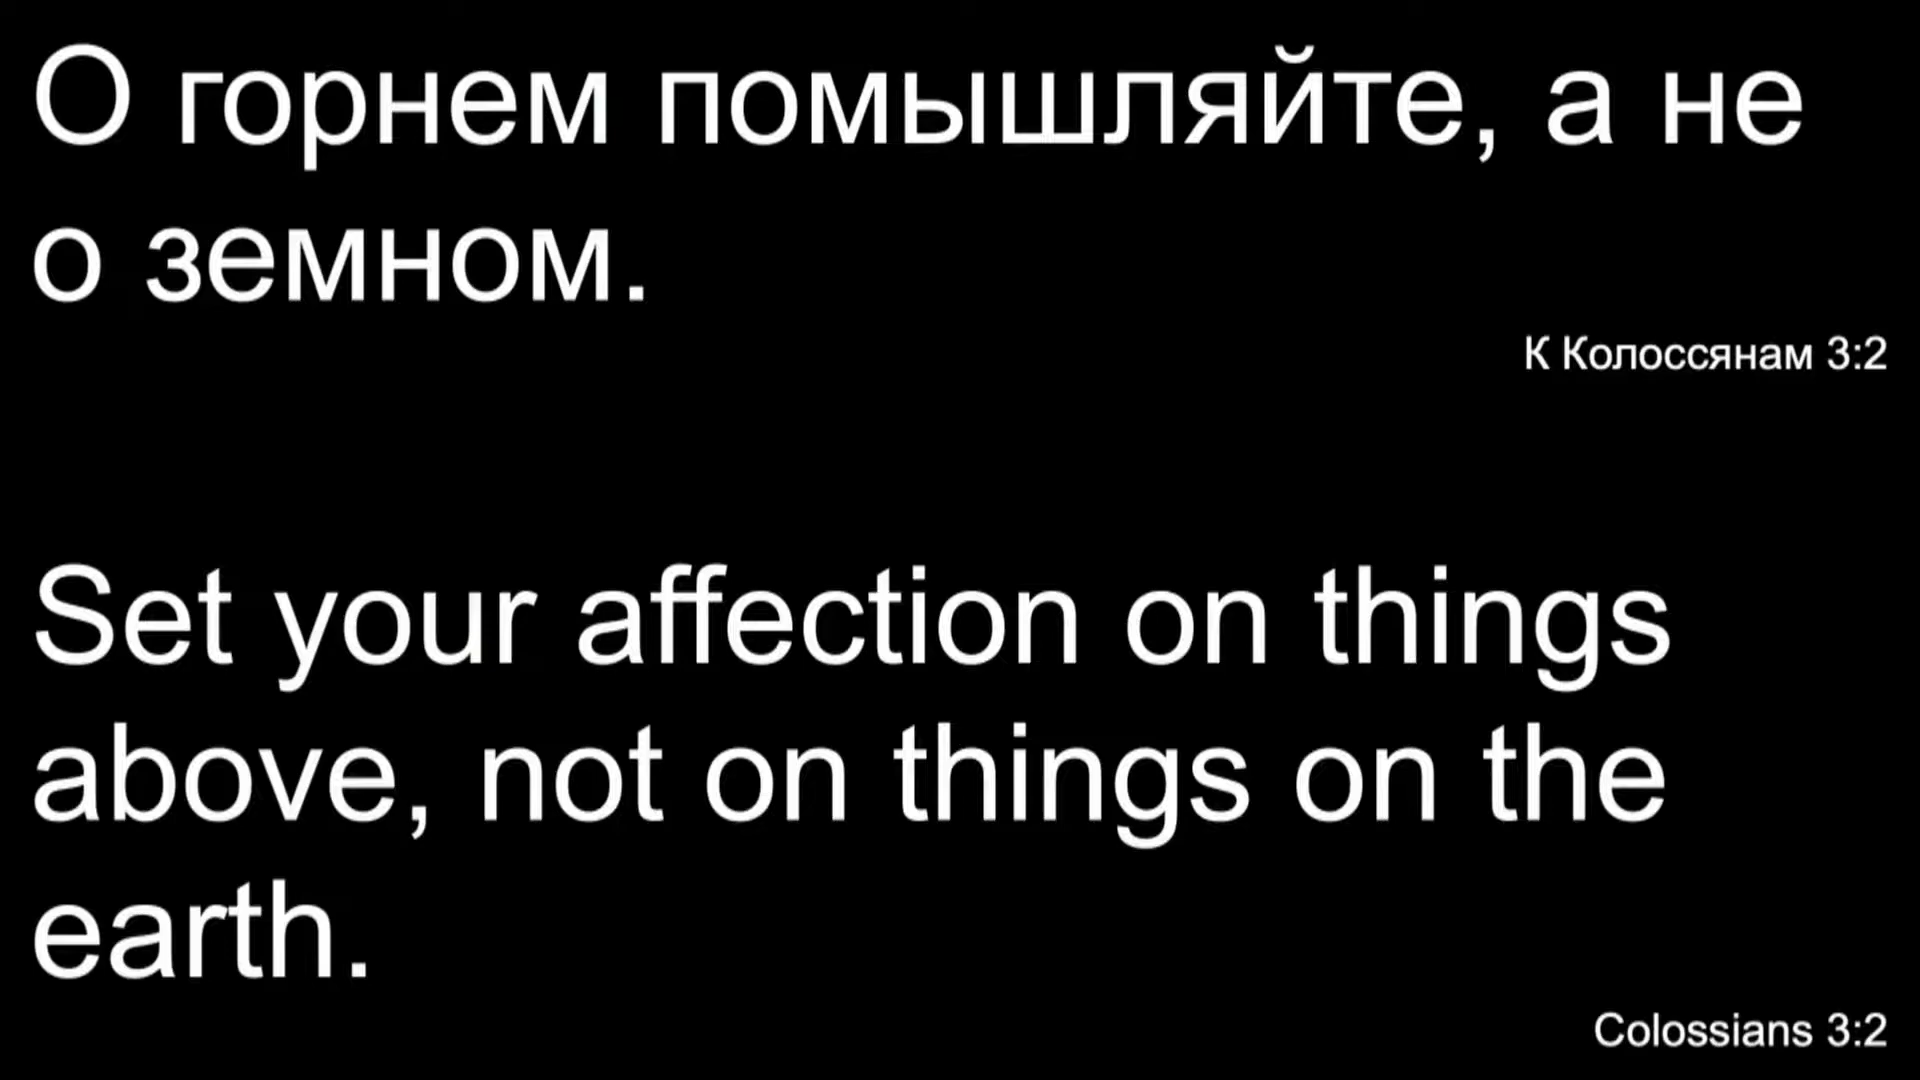 О горнем помышляйте, а не
о земном.
К Колоссянам 3:2
Set your affection on things
above, not on things on the
earth.
Colossians 3:2